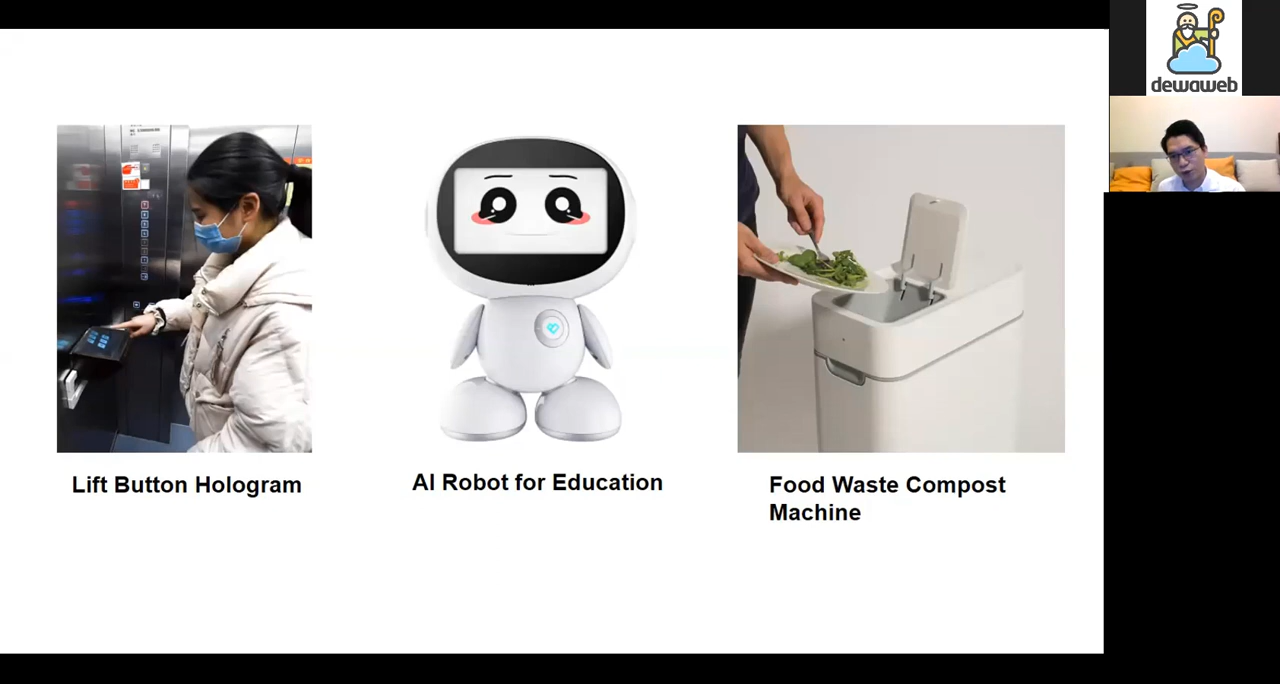 dewaweb
Lift Button Hologram
AI Robot for Education
Food Waste Compost
Machine